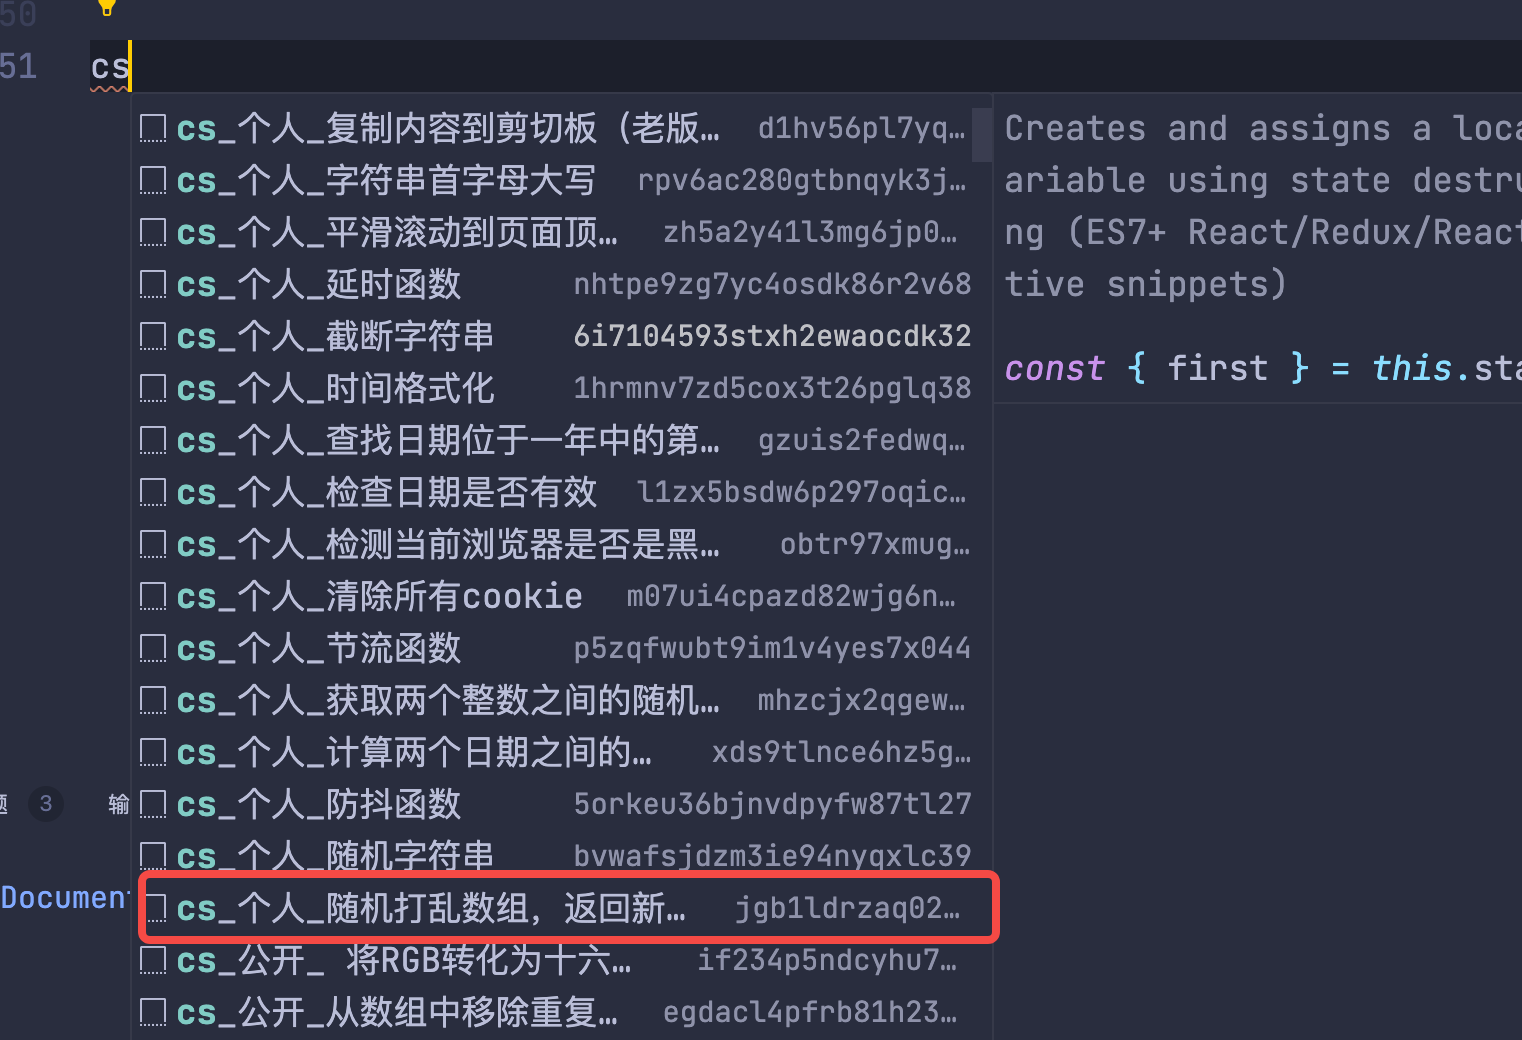 50
51 cs
cs_个人_复制内容到剪切板（老版… d1hv56pl7yq…
cs_个人_字符串首字母大写 rpv6ac280gtbnqyk3j…
cs_个人_平滑滚动到页面顶… zh5a2y41l3mg6jp0…
cs_个人_延时函数 nhtpe9zg7yc4osdk86r2v68
cs_个人_截断字符串 6i7104593stxh2ewaocdk32
cs_个人_时间格式化 1hrmnv7zd5cox3t26pglq38
cs_个人_查找日期位于一年中的第… gzuis2fedwq…
cs_个人_检查日期是否有效 l1zx5bsdw6p297oqic…
cs_个人_检测当前浏览器是否是黑… obtr97xmug…
cs_个人_清除所有cookie m07ui4cpazd82wjg6n…
cs_个人_节流函数 p5zqfwubt9im1v4yes7x044
cs_个人_获取两个整数之间的随机… mhzcjx2qgew…
cs_个人_计算两个日期之间的… xds9tlnce6hz5g…
cs_个人_防抖函数 5orkeu36bjnvdpyfw87tl27
cs_个人_随机字符串 bvwafsjdzm3ie94nyqxlc39
cs_个人_随机打乱数组，返回新… jgb1ldrzaq02…
cs_公开_ 将RGB转化为十六… if234p5ndcyhu7…
cs_公开_从数组中移除重复… egdacl4pfrb81h23…
Creates and assigns a loca
ariable using state destru
ng (ES7+ React/Redux/React
tive snippets)
const { first } = this.sta
题 3 输
Document